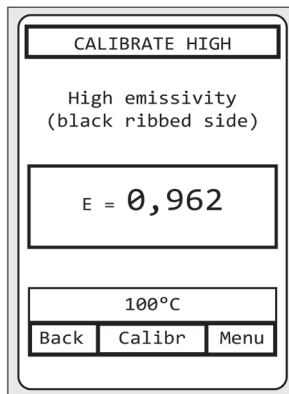 CALIBRATE HIGH
High emissivity
(black ribbed side)
E = 0,962
100°C
Back Calibr Menu